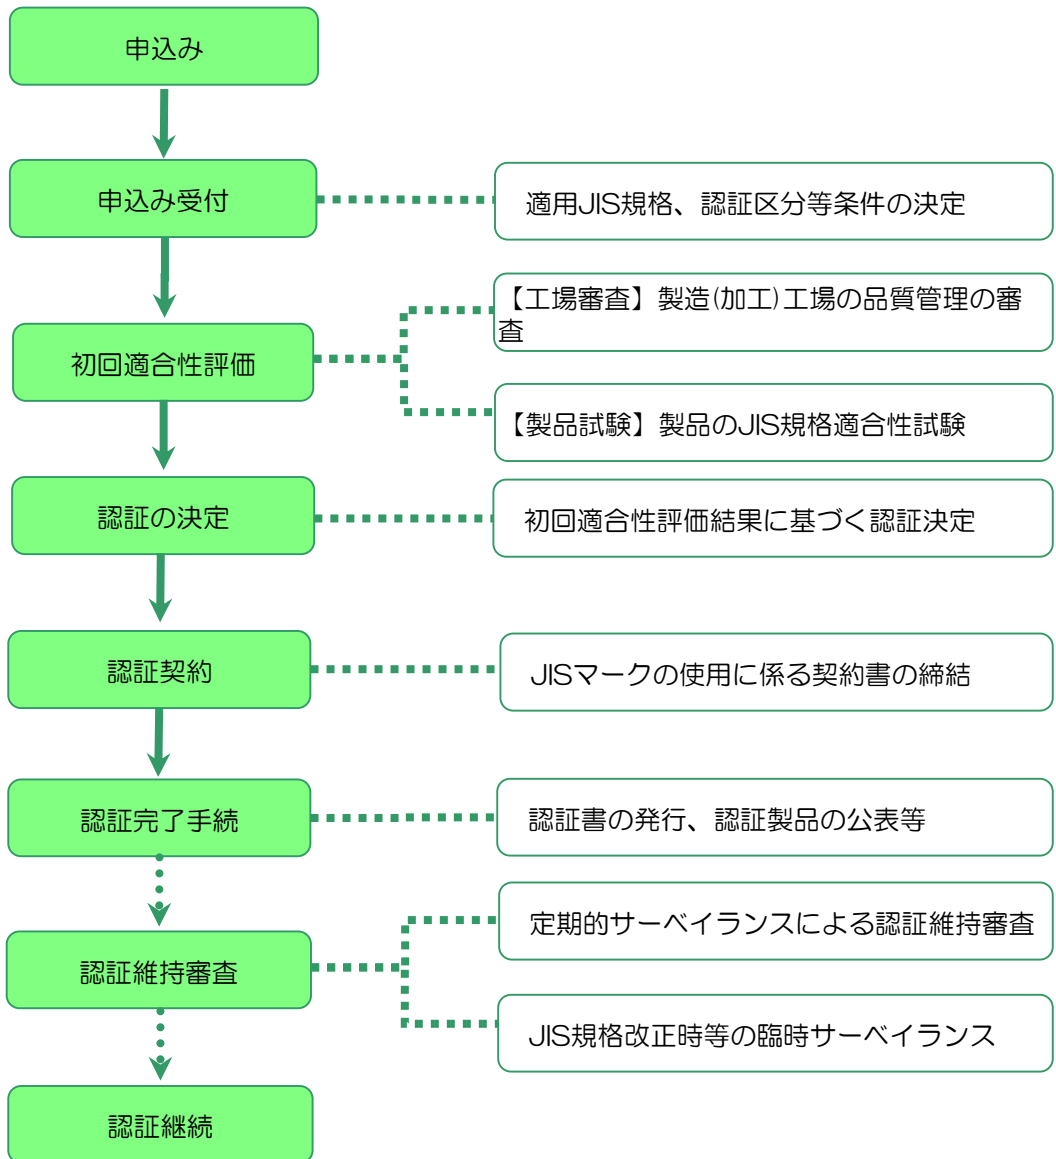 申込み
申込み受付
適用JIS規格、認証区分等条件の決定
初回適合性評価
【工場審査】製造(加工)工場の品質管理の審
査
【製品試験】製品のJIS規格適合性試験
認証の決定
初回適合性評価結果に基づく認証決定
認証契約
JISマークの使用に係る契約書の締結
認証完了手続
認証書の発行、認証製品の公表等
認証維持審査
定期的サーベイランスによる認証維持審査
JIS規格改正時等の臨時サーベイランス
認証継続